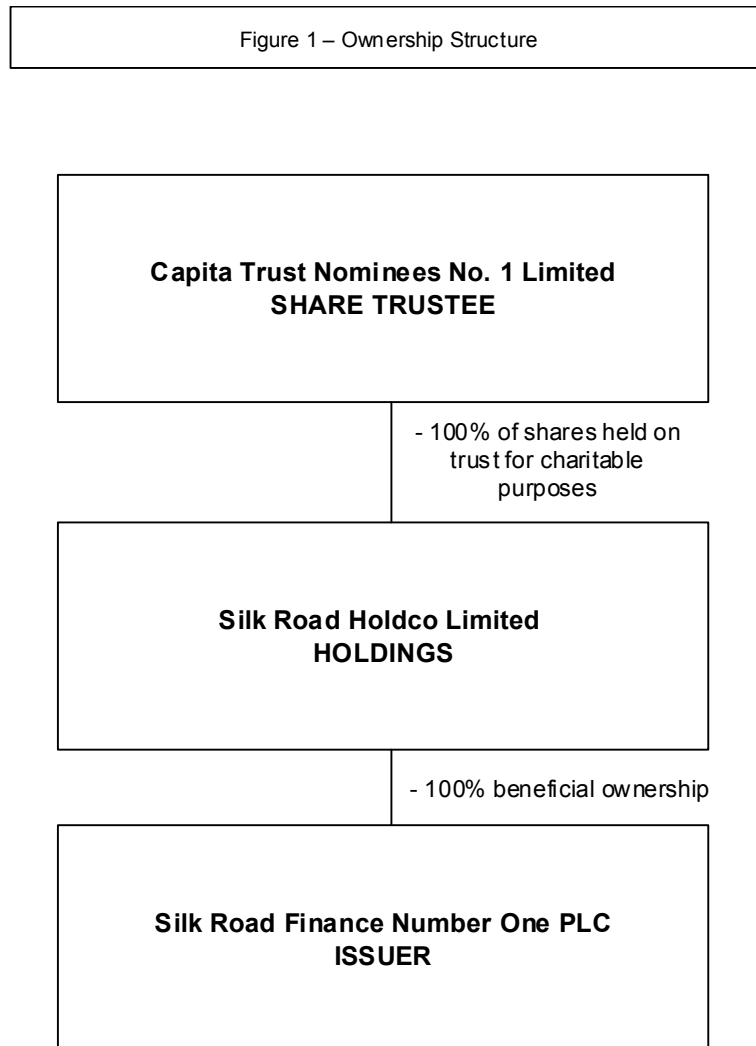 Figure 1 – Ownership Structure
Capita Trust Nominees No. 1 Limited
SHARE TRUSTEE
- 100% of shares held on
trust for charitable
purposes
Silk Road Holdco Limited
HOLDINGS
- 100% beneficial ownership
Silk Road Finance Number One PLC
ISSUER